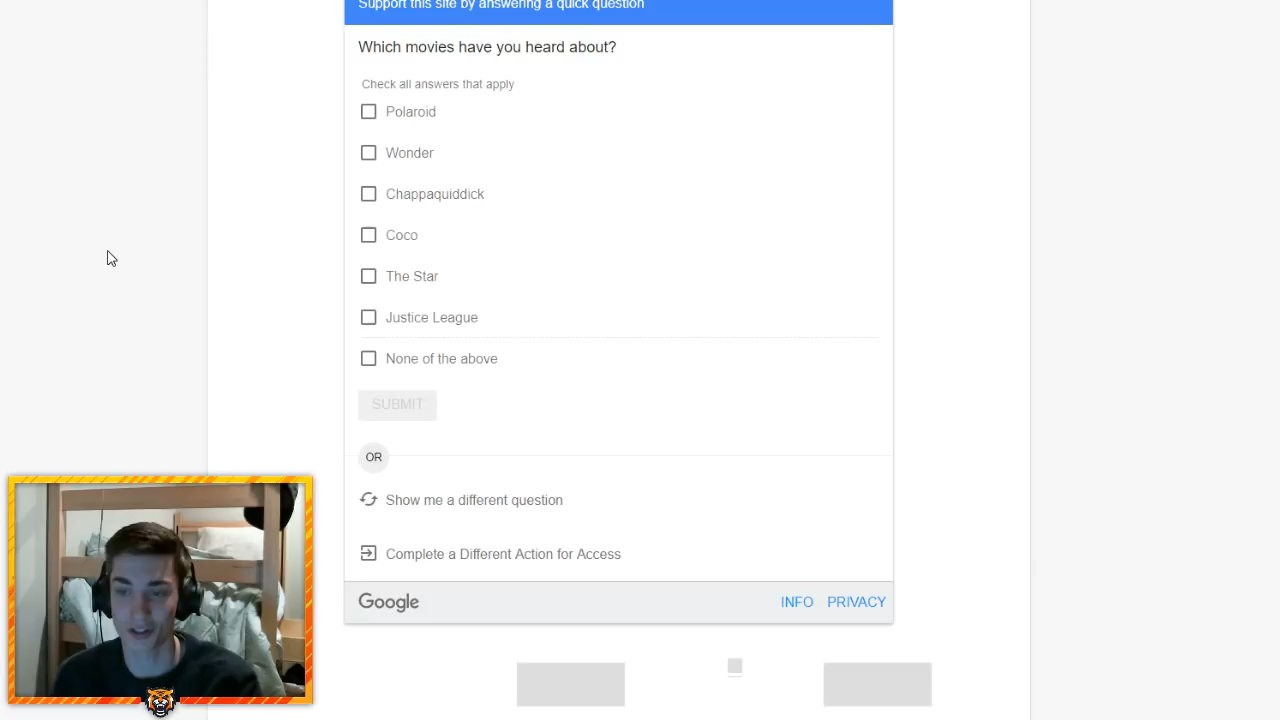 Support this site by answering a quick question
Which movies have you heard about?
Check all answers that apply
Polaroid
Wonder
Chappaquiddick
Coco
The Star
Justice League
None of the above
SUBMIT
OR
Show me a different question
Complete a Different Action for Access
Google INFO PRIVACY